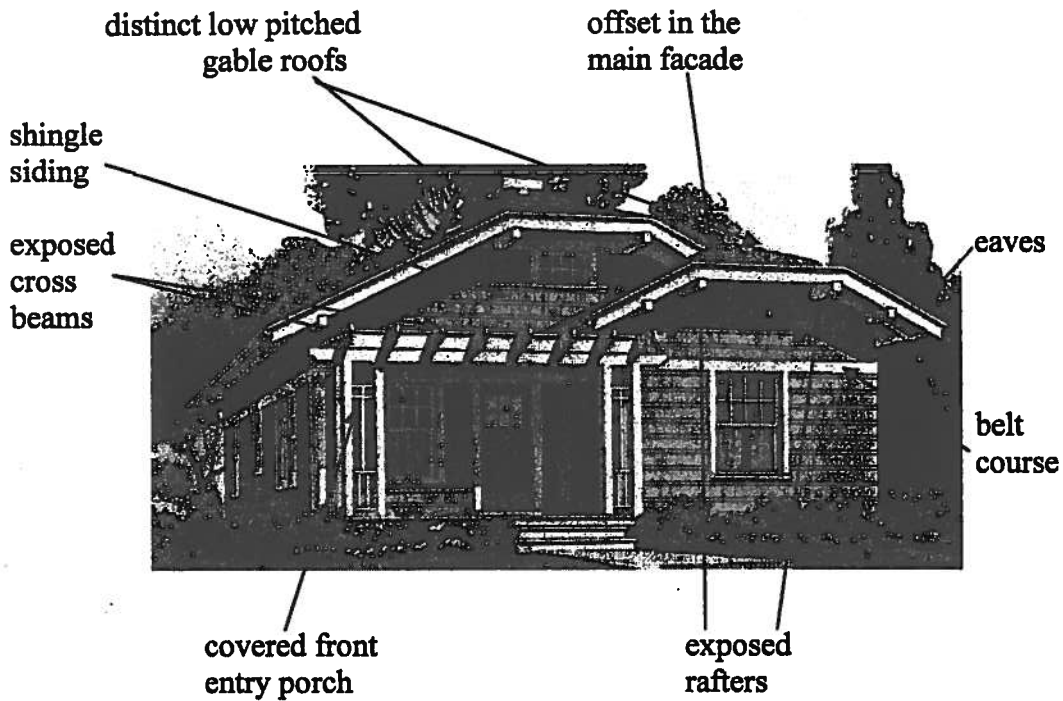 distinct low pitched
gable roofs
offset in the
main facade
shingle
siding
exposed
cross
beams
eaves
belt
course
covered front
entry porch
exposed
rafters